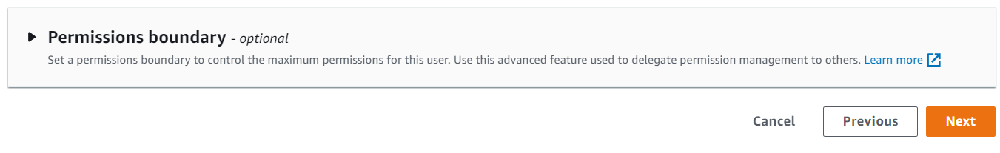 Permissions boundary - optional
Set a permissions boundary to control the maximum permissions for this user. Use this advanced feature used to delegate permission management to others. Learn more
Cancel Previous Next